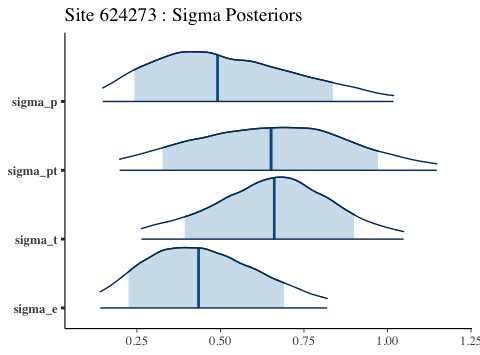 Site 624273 : Sigma Posteriors
sigma_p
sigma_pt
sigma_t
sigma_e
0.25 0.50 0.75 1.00 1.25